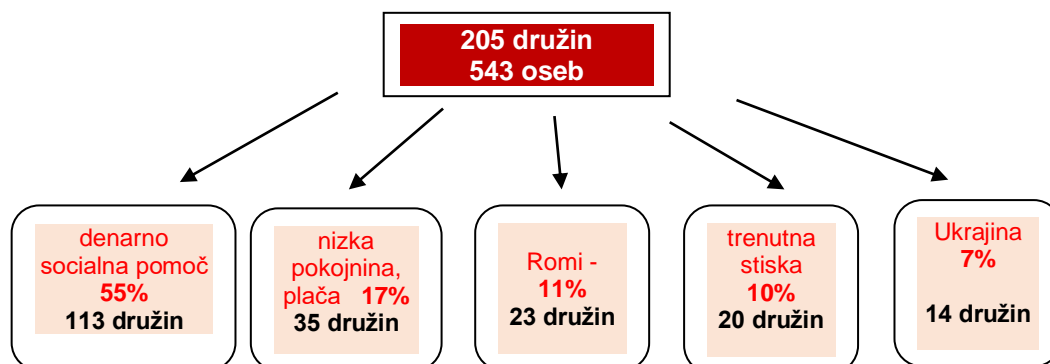 205 družin
543 oseb
denarno
socialna pomoč
55%
113 družin
nizka
pokojnina,
plača 17%
35 družin
Romi -
11%
23 družin
trenutna
stiska
10%
20 družin
Ukrajina
7%
14 družin